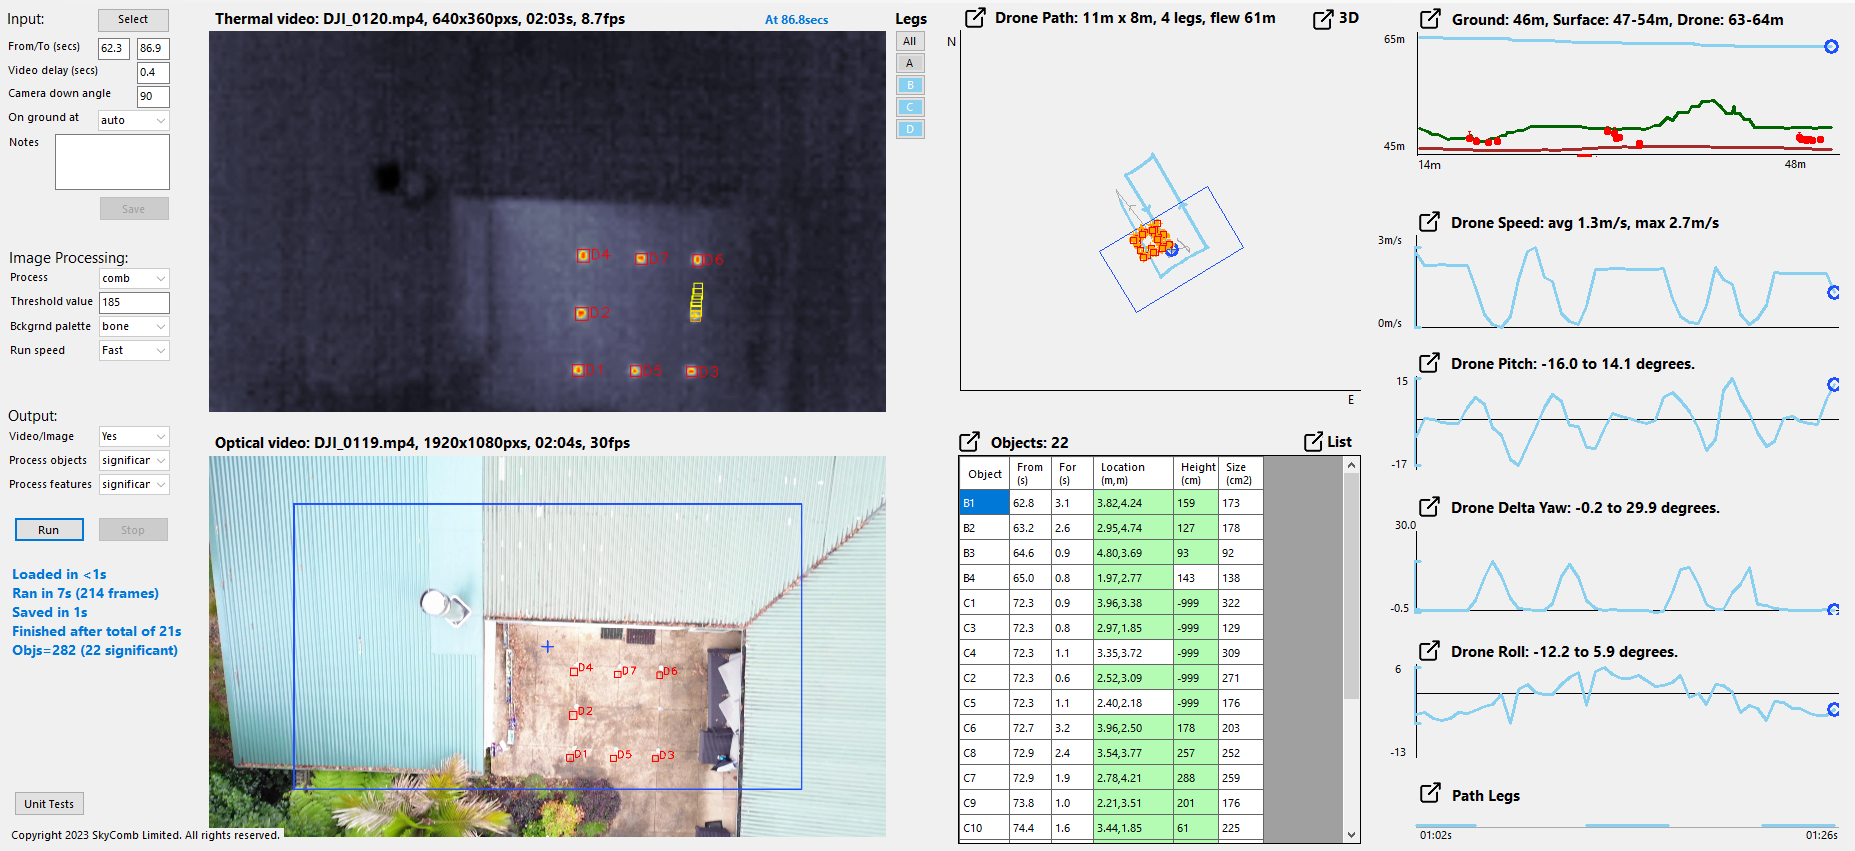 Input:
Select
From/To (secs)
62.3
86.9
Video delay (secs)
0.4
Camera down angle
90
On ground at
auto
Notes
Save
Image Processing:
Process
comb
Threshold value
185
Bckgrnd palette
bone
Run speed
Fast
Output:
Video/Image
Yes
Process objects
significar
Process features
significar
Run
Stop
Loaded in <1s
Ran in 7s (214 frames)
Saved in 1s
Finished after total of 21s
Objs=282 (22 significant)
Unit Tests
Copyright 2023 SkyComb Limited. All rights reserved.
Thermal video: DJI_0120.mp4, 640x360pxs, 02:03s, 8.7fps
At 86.8secs
D4
D7
D6
D2
D1
D5
D3
Optical video: DJI_0119.mp4, 1920x1080pxs, 02:04s, 30fps
D4
D7
D6
D2
D1
D5
D3
Legs
All
A
B
C
D
Drone Path: 11m x 8m, 4 legs, flew 61m
3D
N
E
Objects: 22
List
Object From (s) For (s) Location (m,m) Height (cm) Size (cm2)
B1 62.8 3.1 3.82,4.24 159 173
B2 63.2 2.6 2.95,4.74 127 178
B3 64.6 0.9 4.80,3.69 93 92
B4 65.0 0.8 1.97,2.77 143 138
C1 72.3 0.9 3.96,3.38 -999 322
C3 72.3 0.8 2.97,1.85 -999 129
C4 72.3 1.1 3.35,3.72 -999 309
C2 72.3 0.6 2.52,3.09 -999 271
C5 72.3 1.1 2.40,2.18 -999 176
C6 72.7 3.2 3.96,2.50 178 203
C8 72.9 2.4 3.54,3.77 257 252
C7 72.9 1.9 2.78,4.21 288 259
C9 73.8 1.0 2.21,3.51 201 176
C10 74.4 1.6 3.44,1.85 61 225
Ground: 46m, Surface: 47-54m, Drone: 63-64m
65m
45m
14m
48m
Drone Speed: avg 1.3m/s, max 2.7m/s
3m/s
0m/s
Drone Pitch: -16.0 to 14.1 degrees.
15
-17
Drone Delta Yaw: -0.2 to 29.9 degrees.
30.0
-0.5
Drone Roll: -12.2 to 5.9 degrees.
6
-13
Path Legs
01:02s
01:26s